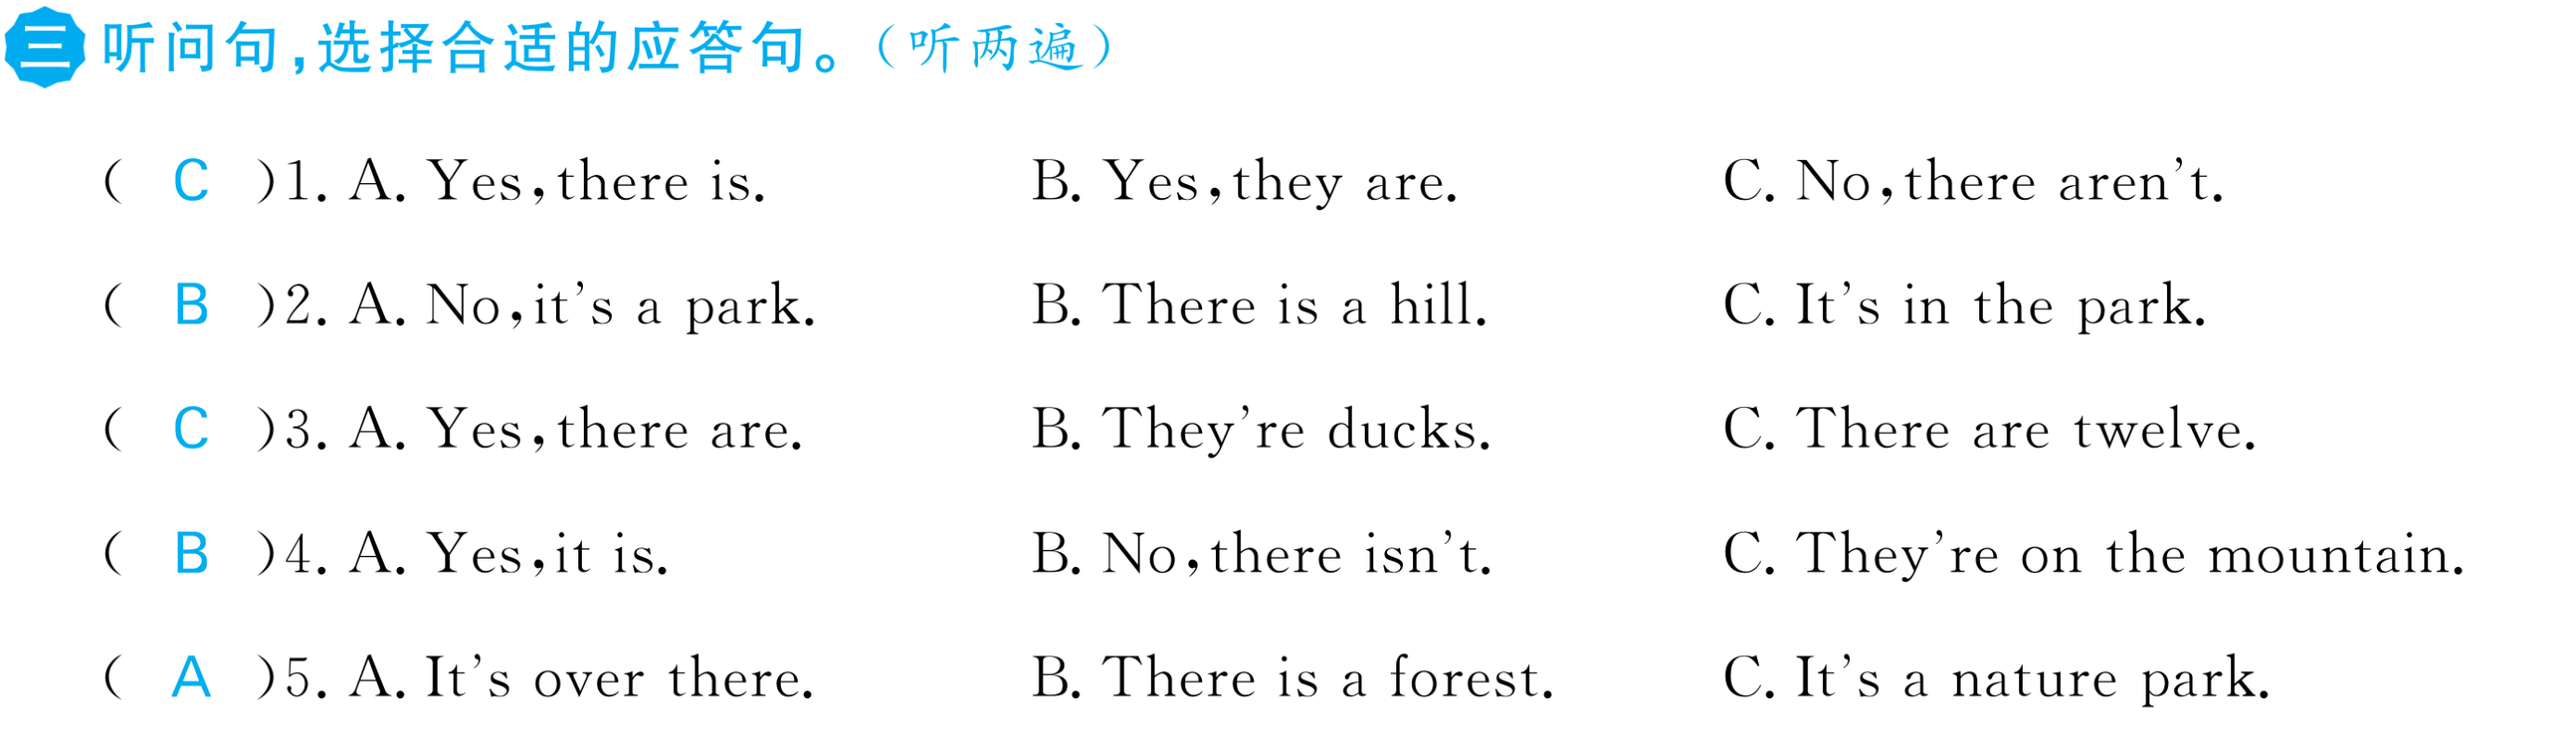 三 听问句,选择合适的应答句。(听两遍)
( C )1. A. Yes,there is. B. Yes,they are. C. No,there aren't.
( B )2. A. No,it's a park. B. There is a hill. C. It's in the park.
( C )3. A. Yes,there are. B. They're ducks. C. There are twelve.
( B )4. A. Yes,it is. B. No,there isn't. C. They're on the mountain.
( A )5. A. It's over there. B. There is a forest. C. It's a nature park.